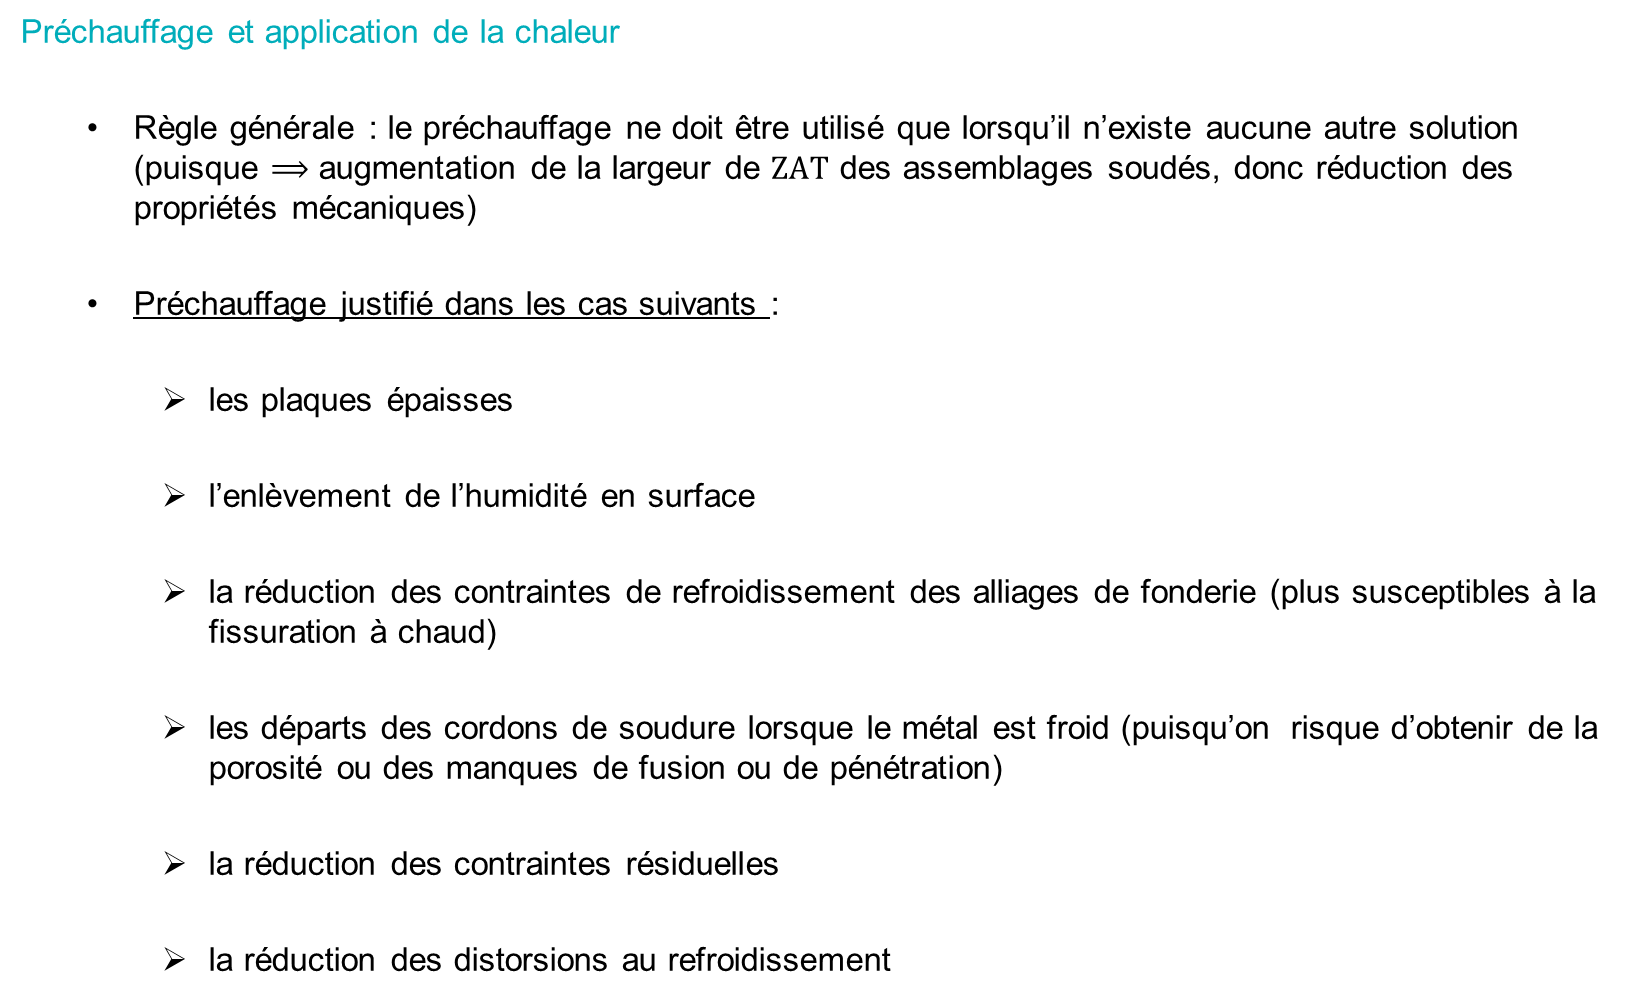 Préchauffage et application de la chaleur
• Règle générale : le préchauffage ne doit être utilisé que lorsqu’il n’existe aucune autre solution
(puisque ⟹ augmentation de la largeur de ZAT des assemblages soudés, donc réduction des
propriétés mécaniques)
• Préchauffage justifié dans les cas suivants :
➢ les plaques épaisses
➢ l’enlèvement de l’humidité en surface
➢ la réduction des contraintes de refroidissement des alliages de fonderie (plus susceptibles à la
fissuration à chaud)
➢ les départs des cordons de soudure lorsque le métal est froid (puisqu’on risque d’obtenir de la
porosité ou des manques de fusion ou de pénétration)
➢ la réduction des contraintes résiduelles
➢ la réduction des distorsions au refroidissement